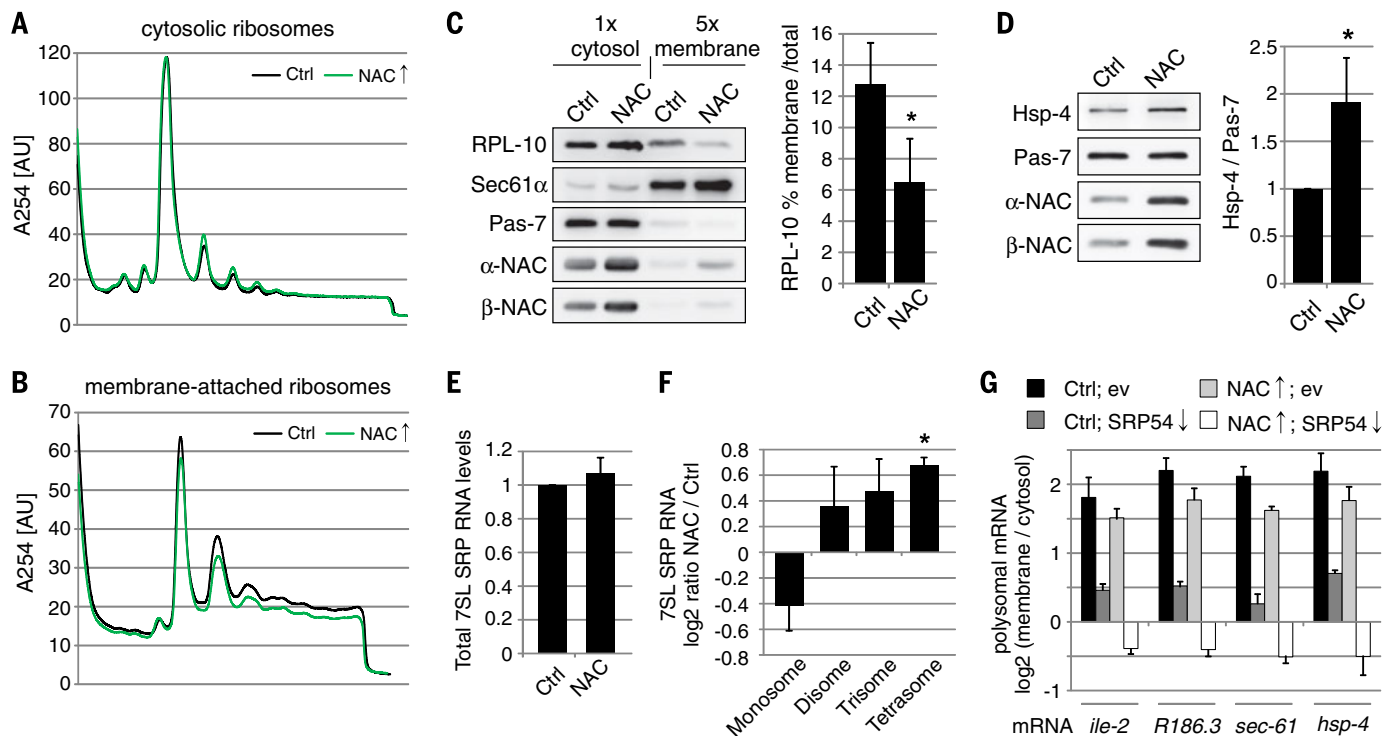 A
cytosolic ribosomes
Ctrl NAC ↑
A254 [AU]
120
100
80
60
40
20
0
B
membrane-attached ribosomes
Ctrl NAC ↑
A254 [AU]
70
60
50
40
30
20
10
0
C
1x 5x
cytosol membrane
Ctrl NAC Ctrl NAC
RPL-10
Sec61α
Pas-7
α-NAC
β-NAC
RPL-10 % membrane /total
16
14
12
10
8
6
4
2
0
*
Ctrl NAC
D
Ctrl NAC
Hsp-4
Pas-7
α-NAC
β-NAC
Hsp-4 / Pas-7
2.5
2
1.5
1
0.5
0
*
Ctrl NAC
E
Total 7SL SRP RNA levels
1.2
1
0.8
0.6
0.4
0.2
0
Ctrl NAC
F
7SL SRP RNA
log2 ratio NAC / Ctrl
0.8
0.6
0.4
0.2
0
-0.2
-0.4
-0.6
-0.8
*
Monosome Disome Trisome Tetrasome
G
Ctrl; ev NAC ↑; ev
Ctrl; SRP54 ↓ NAC ↑; SRP54 ↓
polysomal mRNA
log2 (membrane / cytosol)
2
1
0
-1
mRNA ile-2 R186.3 sec-61 hsp-4